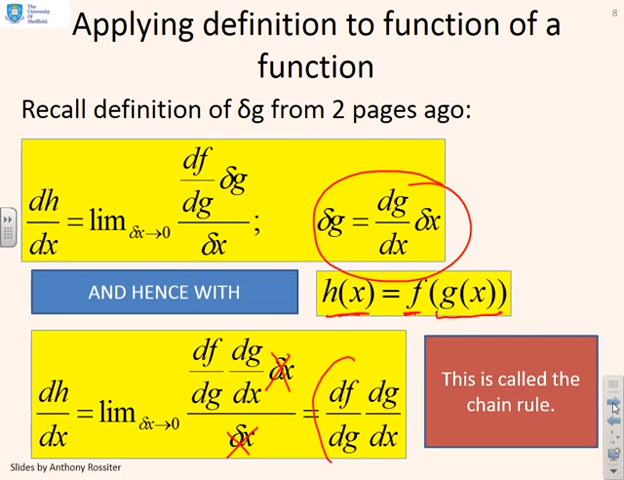 The
University
Of
Sheffield.
8
Applying definition to function of a
function
Recall definition of δg from 2 pages ago:
dh/dx = lim δx→0 (df/dg δg)/δx ; δg = dg/dx δx
AND HENCE WITH
h(x) = f(g(x))
dh/dx = lim δx→0 (df/dg dg/dx δx)/δx = df/dg dg/dx
This is called the
chain rule.
Slides by Anthony Rossiter